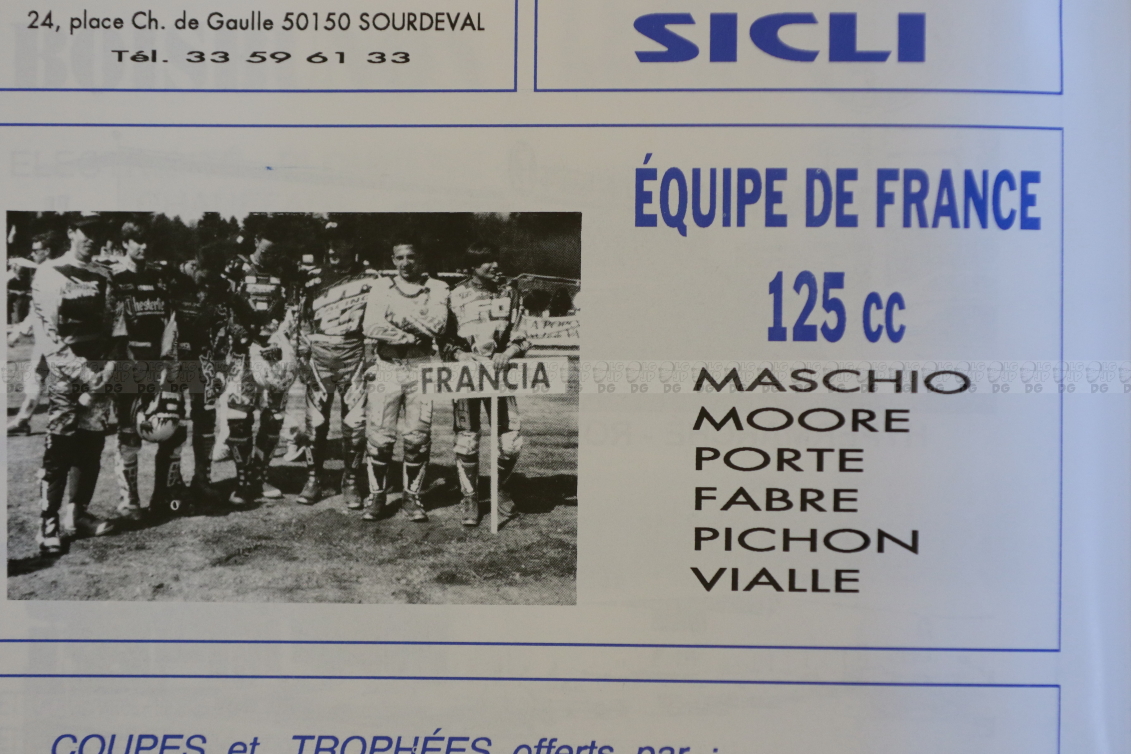 24, place Ch. de Gaulle 50150 SOURDEVAL
Tél. 33 59 61 33
SICLI
ÉQUIPE DE FRANCE
125 cc
FRANCIA
MASCHIO
MOORE
PORTE
FABRE
PICHON
VIALLE
COUPES et TROPHÉES offerts par :